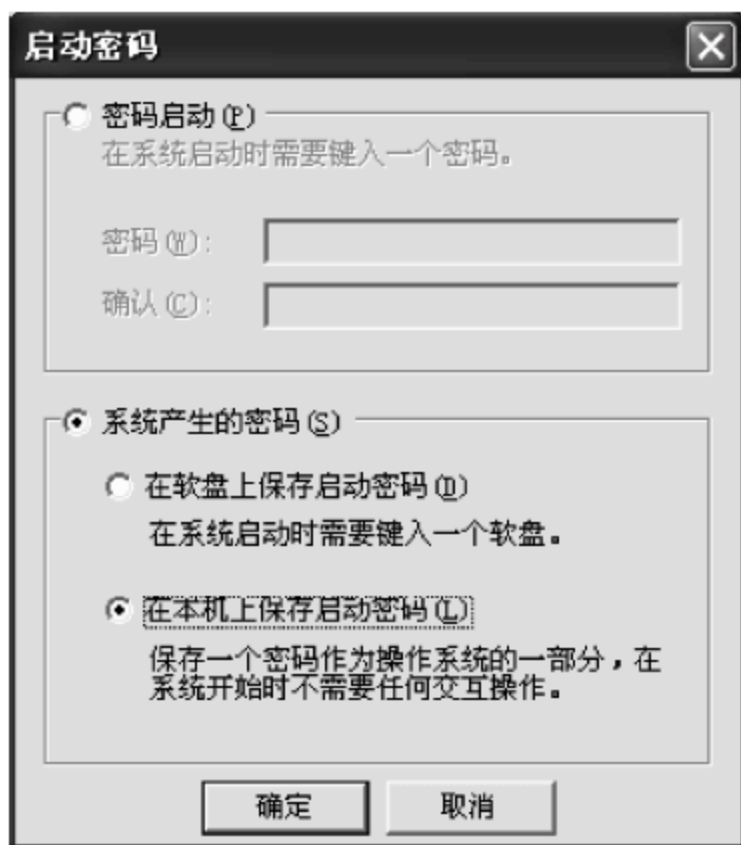 启动密码
密码启动(P)
在系统启动时需要键入一个密码。
密码(W):
确认(C):
系统产生的密码(S)
在软盘上保存启动密码(D)
在系统启动时需要键入一个软盘。
在本机上保存启动密码(L)
保存一个密码作为操作系统的一部分，在
系统开始时不需要任何交互操作。
确定 取消